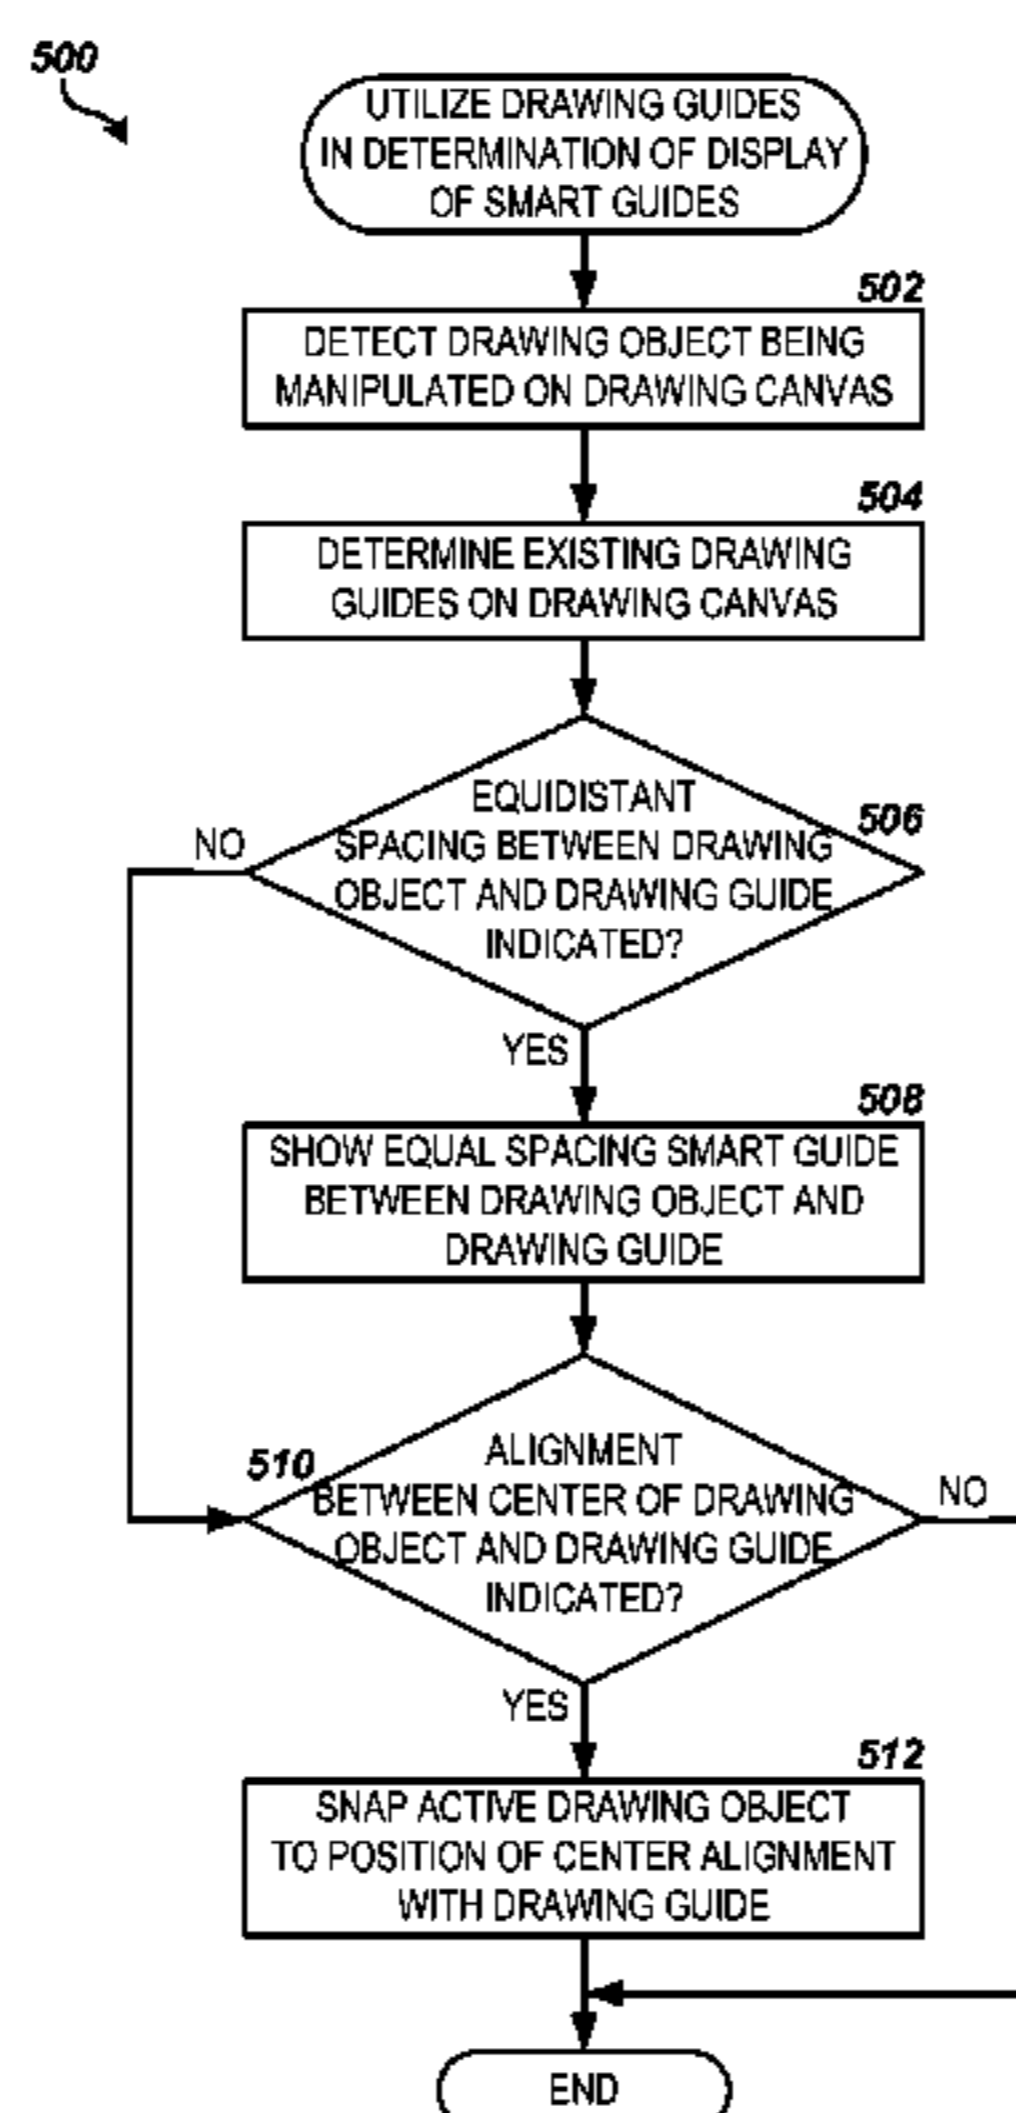 500
UTILIZE DRAWING GUIDES
IN DETERMINATION OF DISPLAY
OF SMART GUIDES
502
DETECT DRAWING OBJECT BEING
MANIPULATED ON DRAWING CANVAS
504
DETERMINE EXISTING DRAWING
GUIDES ON DRAWING CANVAS
506
EQUIDISTANT
SPACING BETWEEN DRAWING
OBJECT AND DRAWING GUIDE
INDICATED?
NO
YES
508
SHOW EQUAL SPACING SMART GUIDE
BETWEEN DRAWING OBJECT AND
DRAWING GUIDE
510
ALIGNMENT
BETWEEN CENTER OF DRAWING
OBJECT AND DRAWING GUIDE
INDICATED?
NO
YES
512
SNAP ACTIVE DRAWING OBJECT
TO POSITION OF CENTER ALIGNMENT
WITH DRAWING GUIDE
END